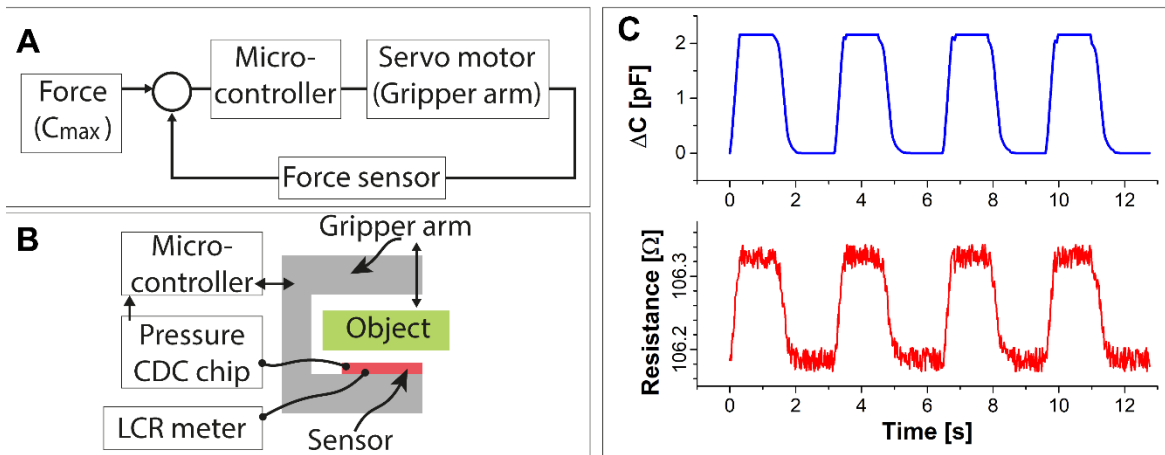 A
Force
(Cmax)
Micro-
controller
Servo motor
(Gripper arm)
Force sensor
B
Gripper arm
Micro-
controller
Pressure
CDC chip
LCR meter
Object
Sensor
C
ΔC [pF]
2
1
0
0 2 4 6 8 10 12
Resistance [Ω]
106.3
106.2
0 2 4 6 8 10 12
Time [s]